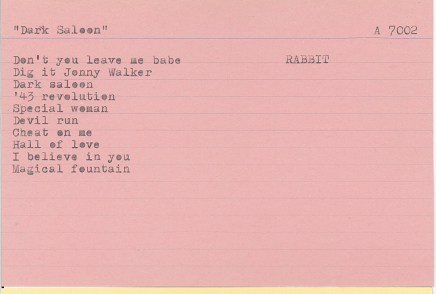 "Dark Saloon" A 7002
Don't you leave me babe RABBIT
Dig it Jonny Walker
Dark saloon
'43 revolution
Special woman
Devil run
Cheat on me
Hall of love
I believe in you
Magical fountain